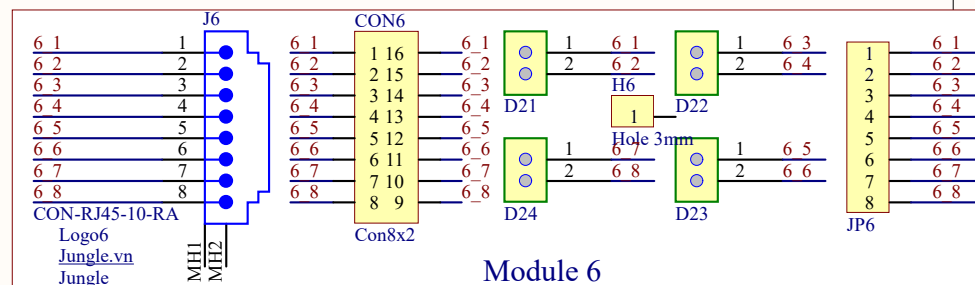 J6
6_1 1
6_2 2
6_3 3
6_4 4
6_5 5
6_6 6
6_7 7
6_8 8
CON-RJ45-10-RA
Logo6
Jungle.vn
Jungle
MH1
MH2
CON6
6_1 1 16 6_1
6_2 2 15 6_2
6_3 3 14 6_3
6_4 4 13 6_4
6_5 5 12 6_5
6_6 6 11 6_6
6_7 7 10 6_7
6_8 8 9 6_8
Con8x2
1 6_1
2 6_2
D21
H6
1
Hole 3mm
1 6_3
2 6_4
D22
1 6_7
2 6_8
D24
1 6_5
2 6_6
D23
1 6_1
2 6_2
3 6_3
4 6_4
5 6_5
6 6_6
7 6_7
8 6_8
JP6
Module 6